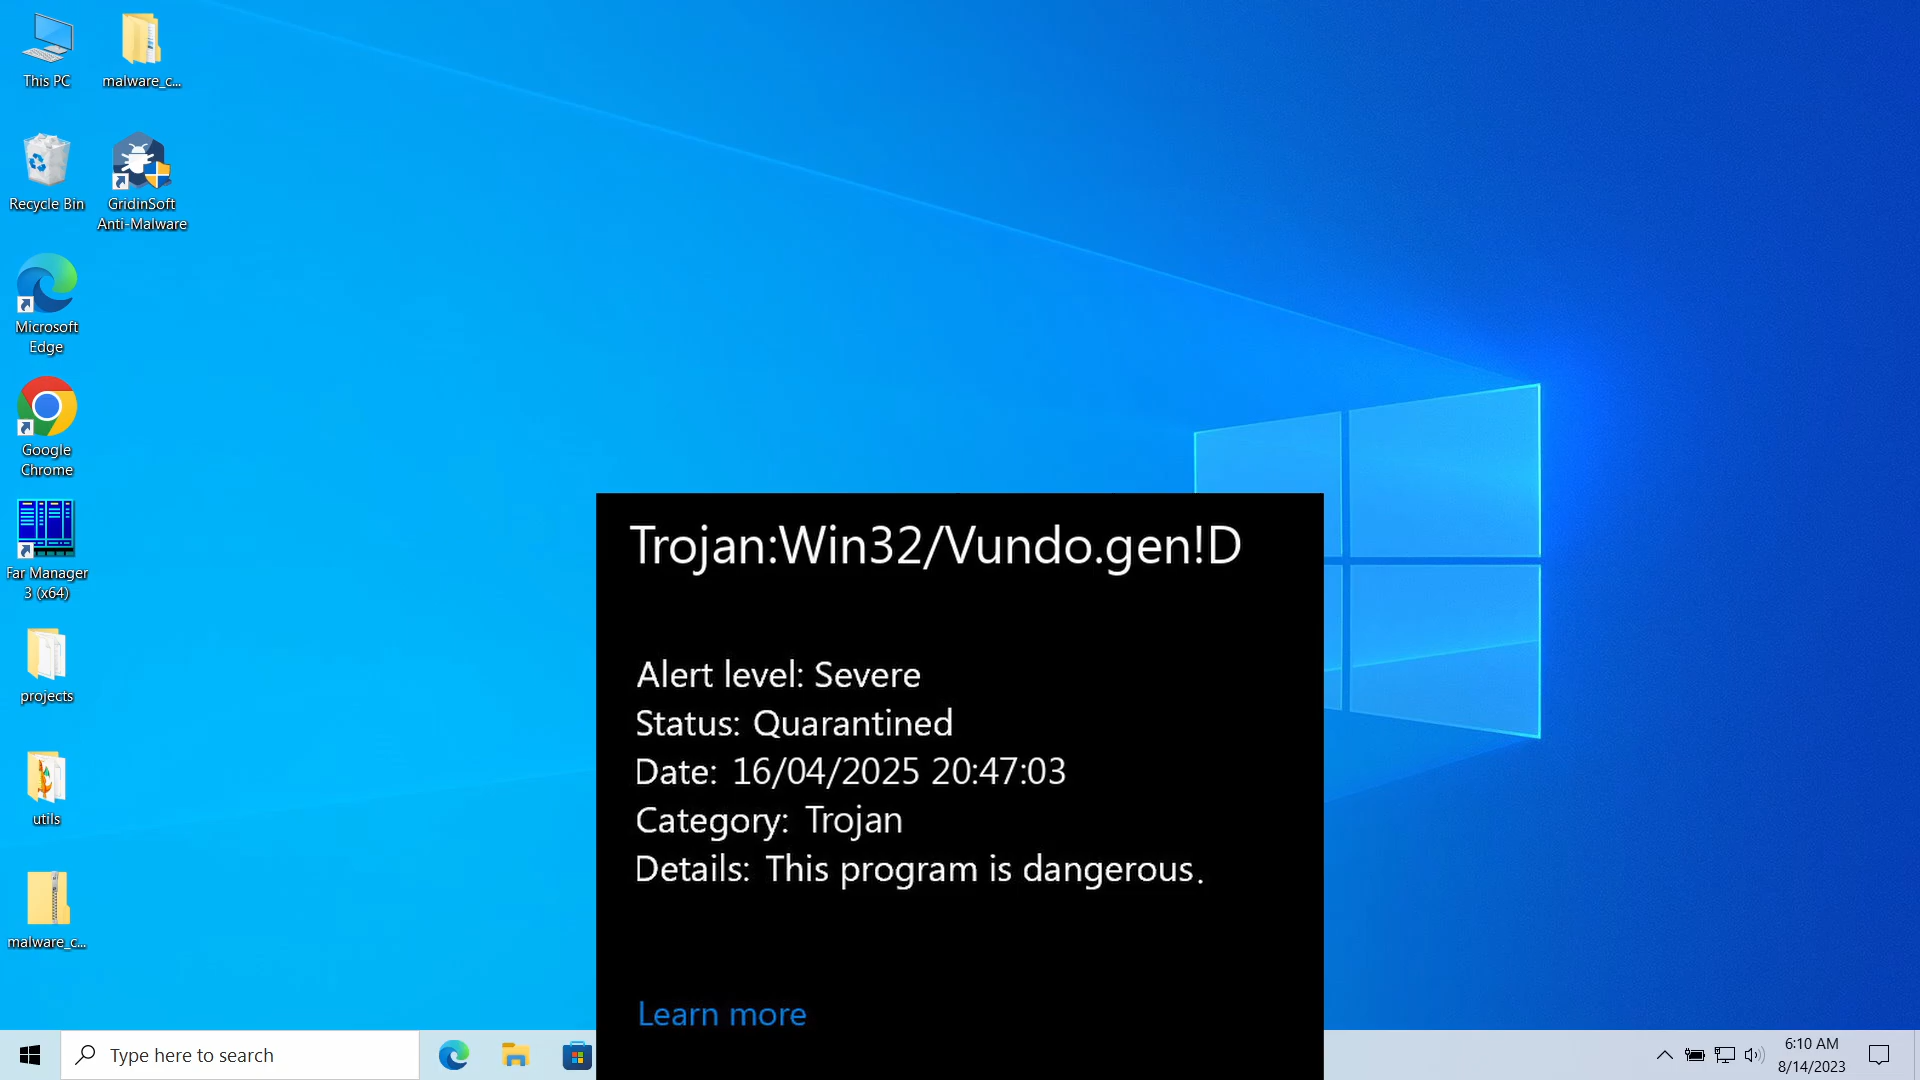 This PC
malware_c...
Recycle Bin
GridinSoft
Anti-Malware
Microsoft
Edge
Google
Chrome
Far Manager
3 (x64)
projects
utils
malware_c...
Trojan:Win32/Vundo.gen!D
Alert level: Severe
Status: Quarantined
Date: 16/04/2025 20:47:03
Category: Trojan
Details: This program is dangerous.
Learn more
Type here to search
6:10 AM
8/14/2023